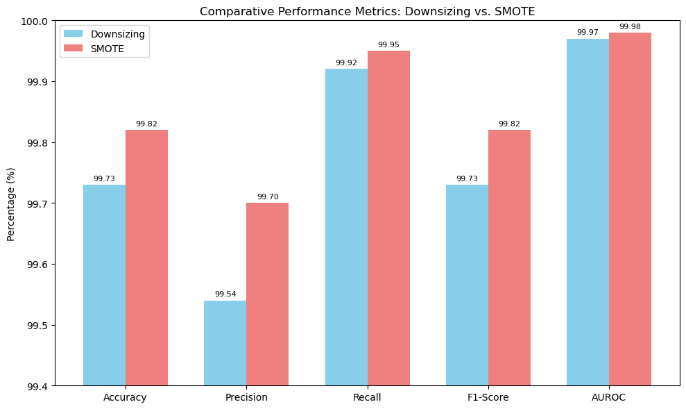 Comparative Performance Metrics: Downsizing vs. SMOTE
Downsizing
SMOTE
Percentage (%)
100.0
99.9
99.8
99.7
99.6
99.5
99.4
99.73
99.82
99.54
99.70
99.92
99.95
99.73
99.82
99.97
99.98
Accuracy
Precision
Recall
F1-Score
AUROC